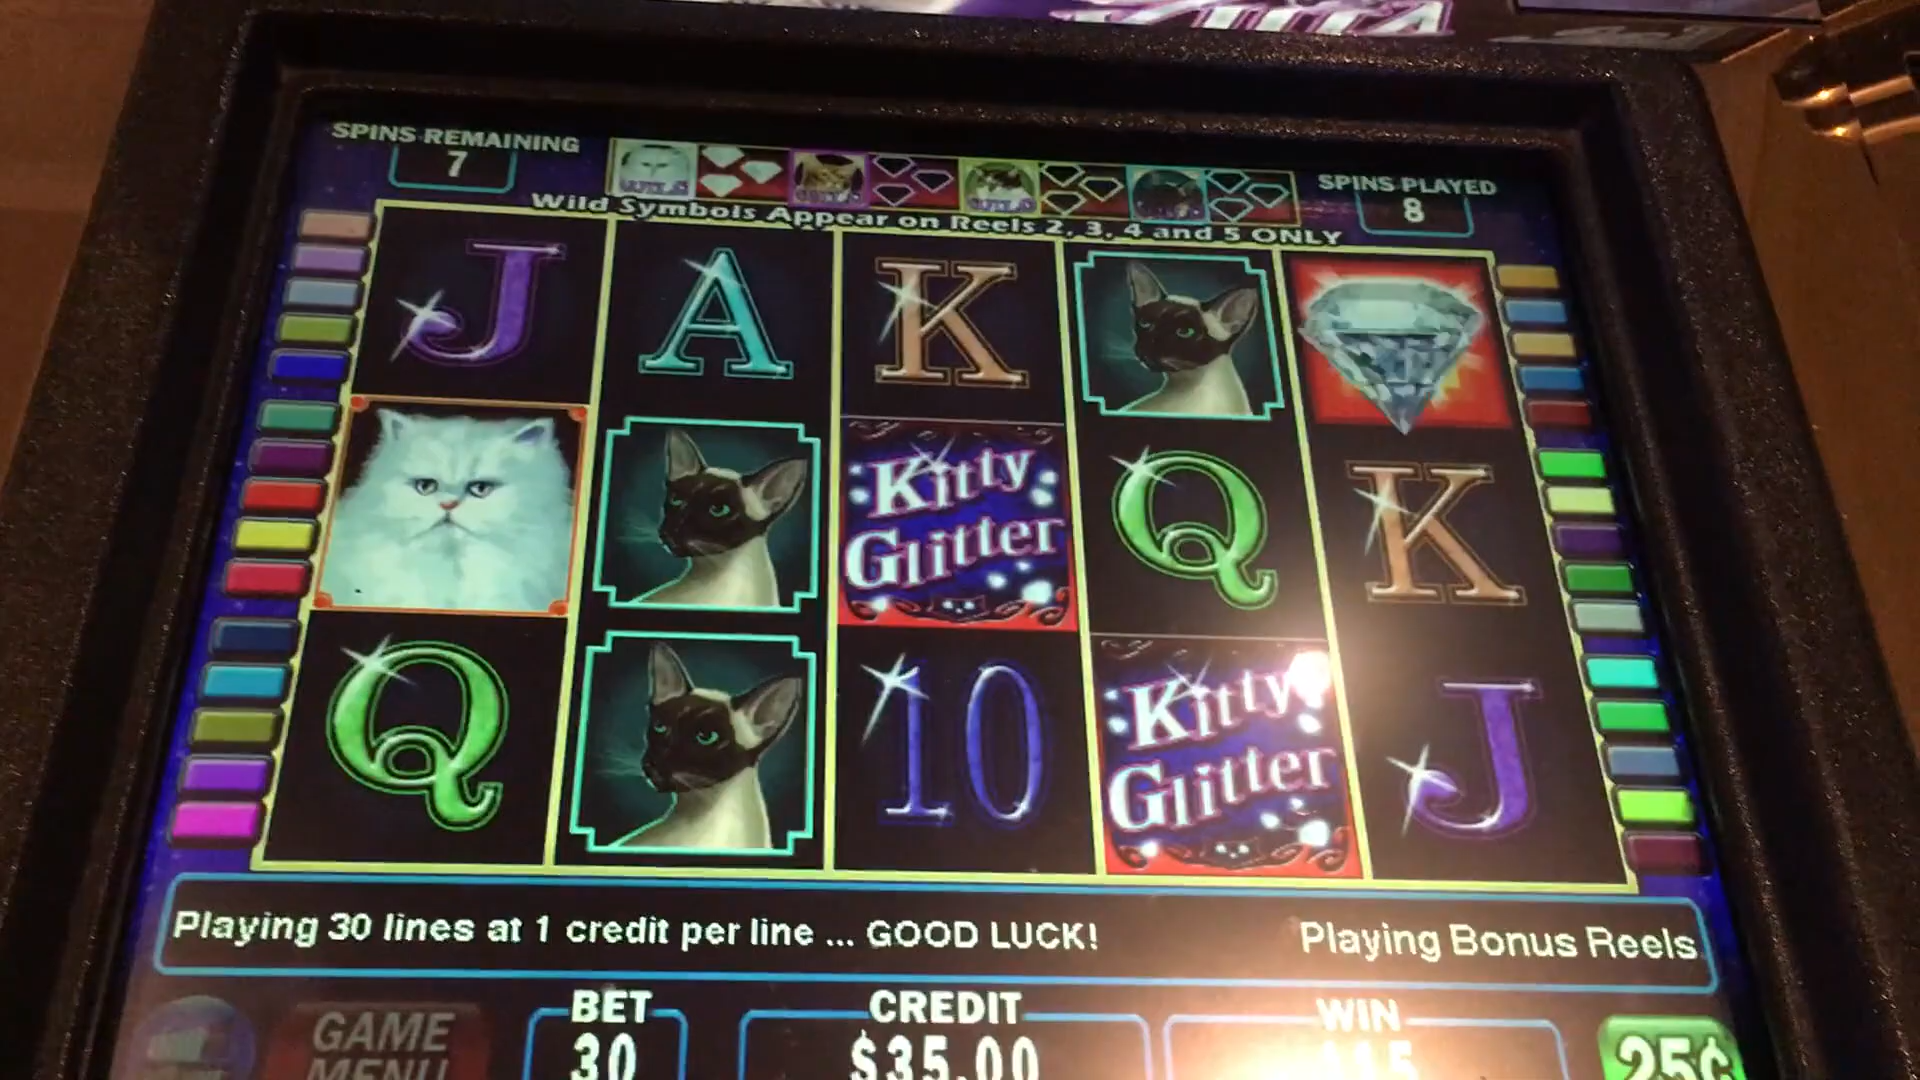 SPINS REMAINING
7
SPINS PLAYED
8
Wild Symbols Appear on Reels 2, 3, 4 and 5 ONLY
J A K
Kitty Glitter
Q K
Q 10
Kitty Glitter
J
Playing 30 lines at 1 credit per line ... GOOD LUCK!
Playing Bonus Reels
GAME MENU
BET
30
CREDIT
$35.00
WIN
25¢